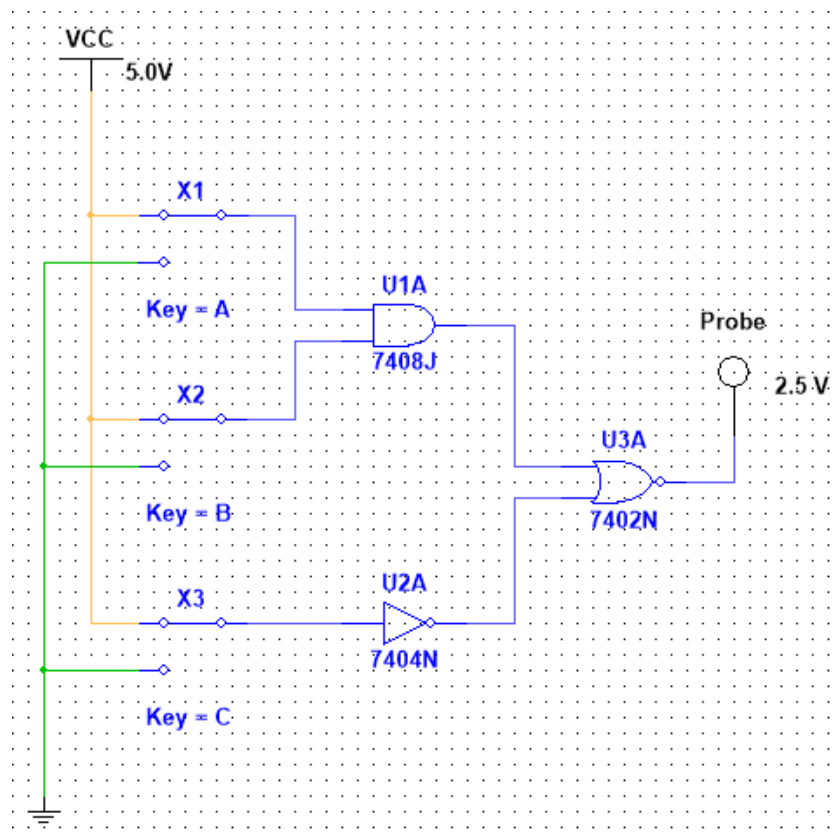 VCC
5.0V
X1
Key = A
U1A
7408J
Probe
2.5 V
X2
Key = B
U3A
7402N
X3
U2A
7404N
Key = C